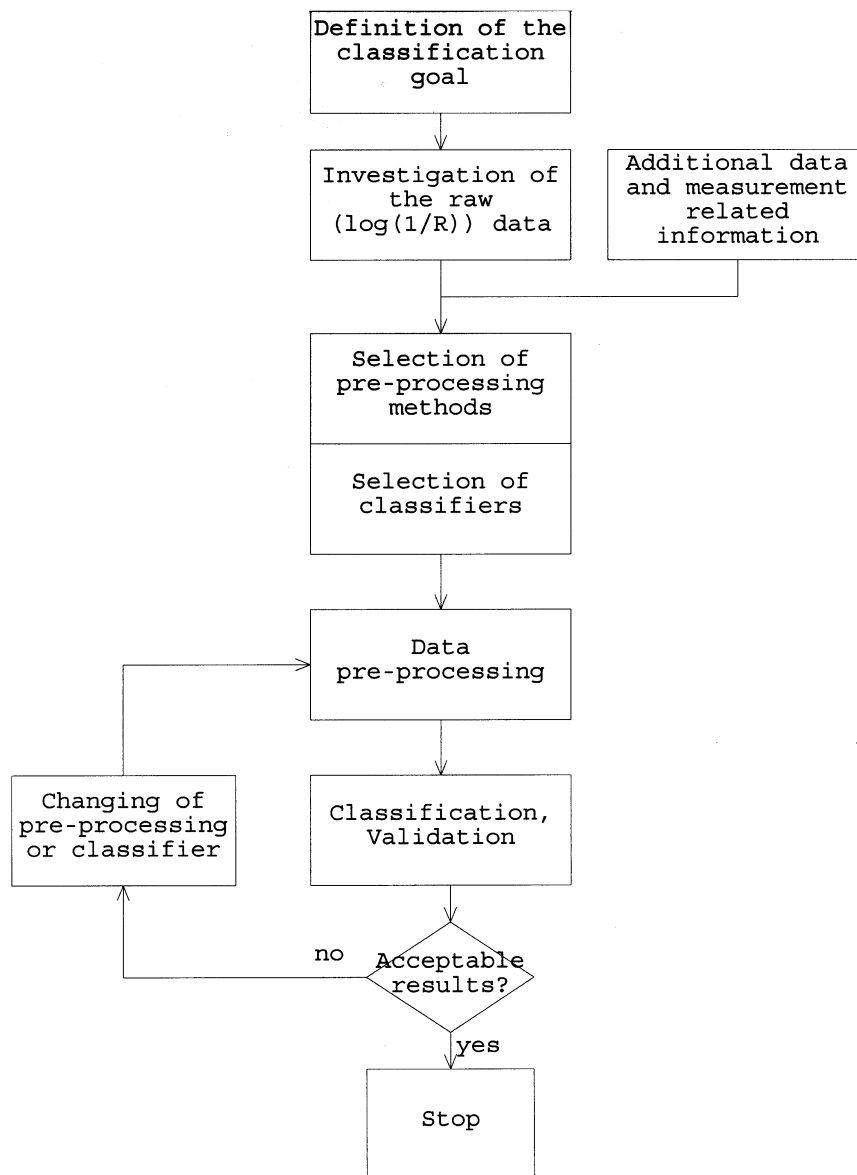 Definition of the
classification
goal
Investigation of
the raw
(log(1/R)) data
Additional data
and measurement
related
information
Selection of
pre-processing
methods
Selection of
classifiers
Data
pre-processing
Changing of
pre-processing
or classifier
Classification,
Validation
no
Acceptable
results?
yes
Stop